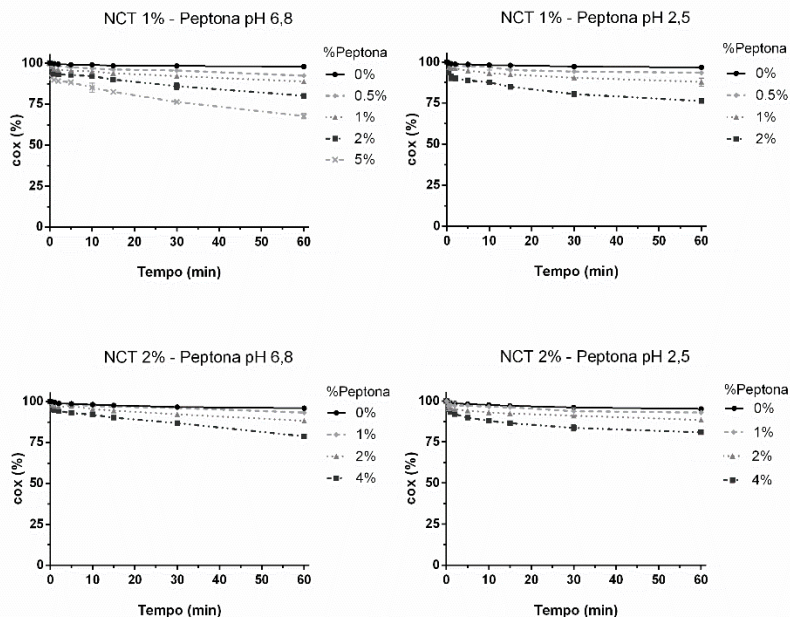 NCT 1% - Peptona pH 6,8
%Peptona
0%
0.5%
1%
2%
5%
cox (%)
100
75
50
25
0
0 10 20 30 40 50 60
Tempo (min)
NCT 1% - Peptona pH 2,5
%Peptona
0%
0.5%
1%
2%
cox (%)
100
75
50
25
0
0 10 20 30 40 50 60
Tempo (min)
NCT 2% - Peptona pH 6,8
%Peptona
0%
1%
2%
4%
cox (%)
100
75
50
25
0
0 10 20 30 40 50 60
Tempo (min)
NCT 2% - Peptona pH 2,5
%Peptona
0%
1%
2%
4%
cox (%)
100
75
50
25
0
0 10 20 30 40 50 60
Tempo (min)